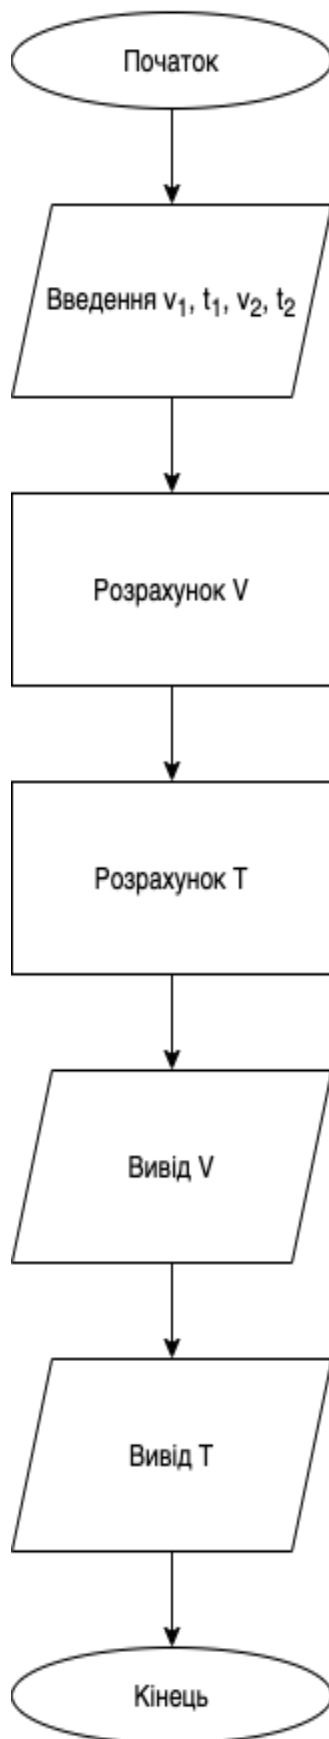 Початок
Введення v₁, t₁, v₂, t₂
Розрахунок V
Розрахунок T
Вивід V
Вивід T
Кінець